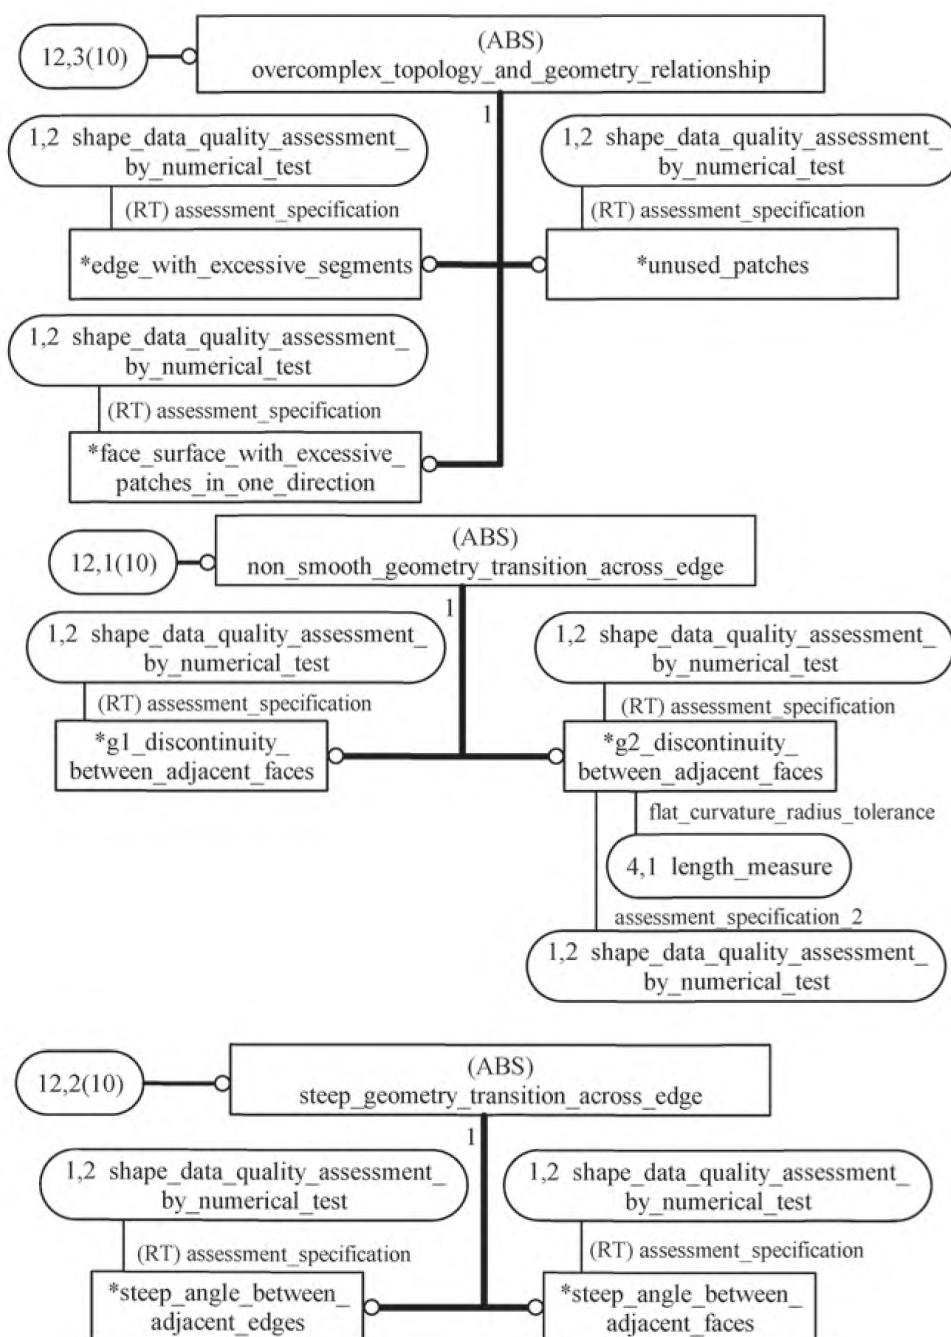 12,3(10)
(ABS)
overcomplex_topology_and_geometry_relationship
1
1,2 shape_data_quality_assessment_
by_numerical_test
(RT) assessment_specification
*edge_with_excessive_segments
1,2 shape_data_quality_assessment_
by_numerical_test
(RT) assessment_specification
*unused_patches
1,2 shape_data_quality_assessment_
by_numerical_test
(RT) assessment_specification
*face_surface_with_excessive_
patches_in_one_direction
12,1(10)
(ABS)
non_smooth_geometry_transition_across_edge
1
1,2 shape_data_quality_assessment_
by_numerical_test
(RT) assessment_specification
*g1_discontinuity_
between_adjacent_faces
1,2 shape_data_quality_assessment_
by_numerical_test
(RT) assessment_specification
*g2_discontinuity_
between_adjacent_faces
flat_curvature_radius_tolerance
4,1 length_measure
assessment_specification_2
1,2 shape_data_quality_assessment_
by_numerical_test
12,2(10)
(ABS)
steep_geometry_transition_across_edge
1
1,2 shape_data_quality_assessment_
by_numerical_test
(RT) assessment_specification
*steep_angle_between_
adjacent_edges
1,2 shape_data_quality_assessment_
by_numerical_test
(RT) assessment_specification
*steep_angle_between_
adjacent_faces